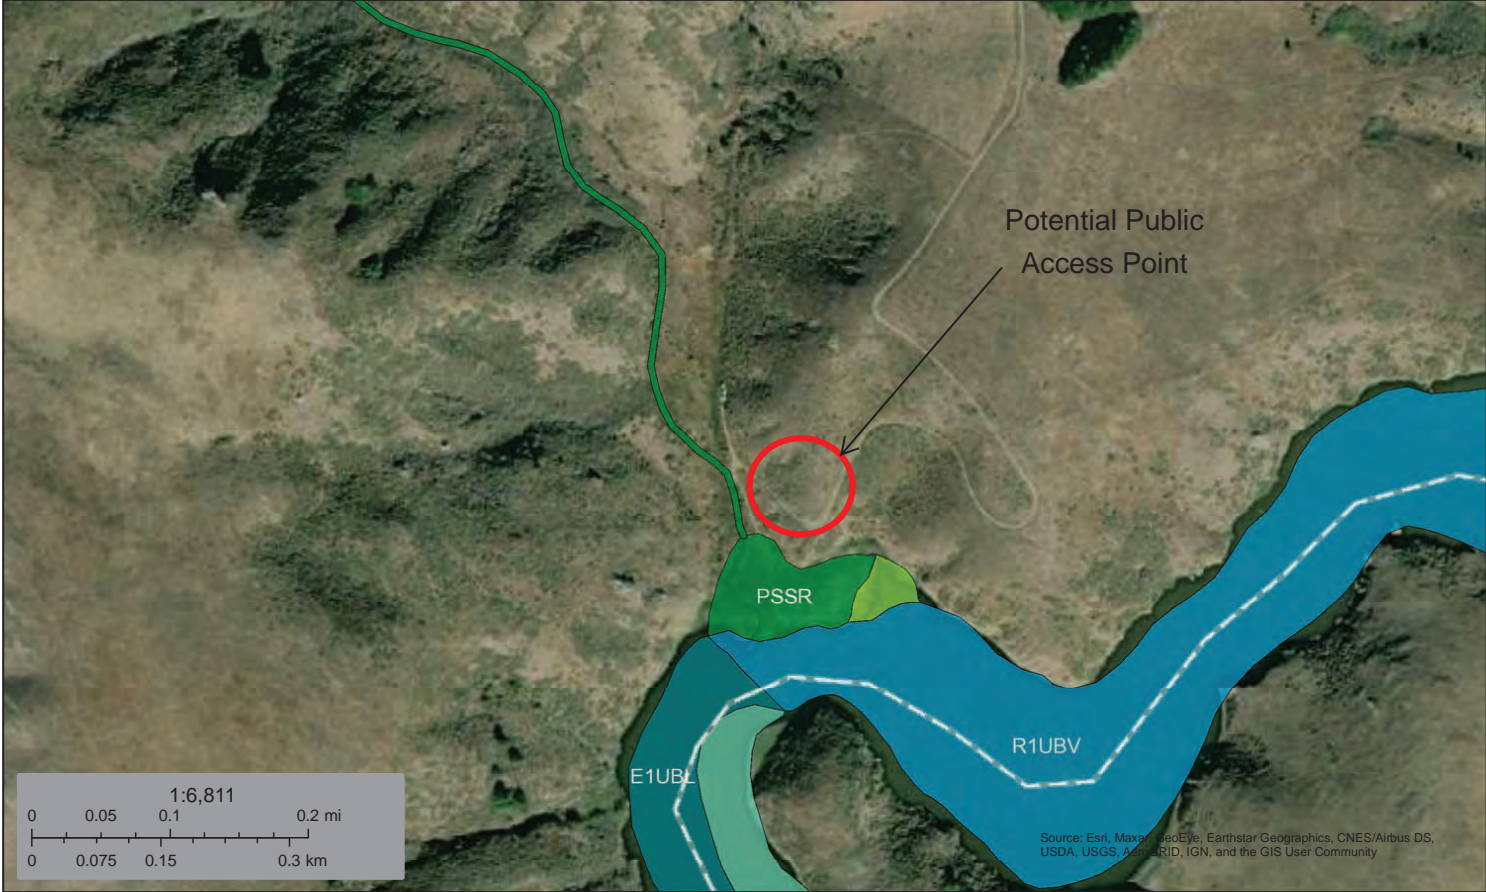 Potential Public
Access Point
PSSR
R1UBV
E1UBL
1:6,811
0 0.05 0.1 0.2 mi
0 0.075 0.15 0.3 km
Source: Esri, Maxar, GeoEye, Earthstar Geographics, CNES/Airbus DS,
USDA, USGS, AeroGRID, IGN, and the GIS User Community